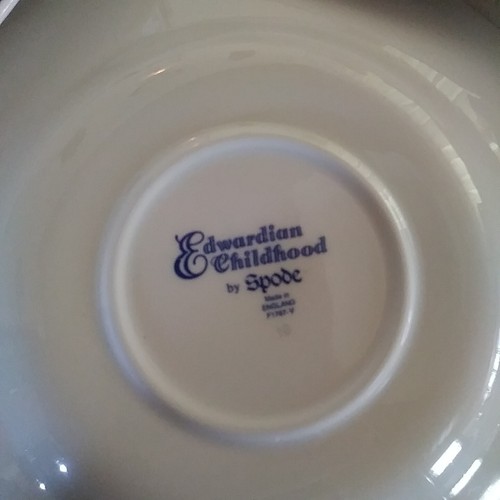 Edwardian
Childhood
by Spode
Made in
ENGLAND